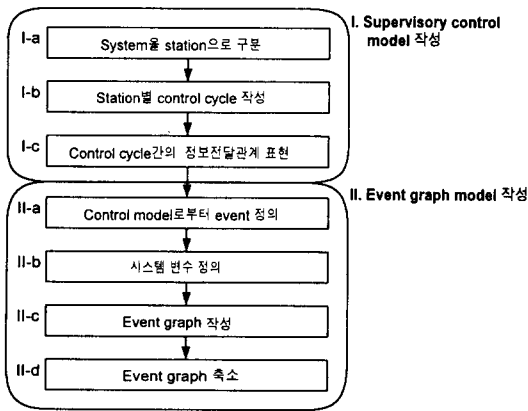 I. Supervisory control
model 작성
I-a
System을 station으로 구분
I-b
Station별 control cycle 작성
I-c
Control cycle간의 정보전달관계 표현
II. Event graph model 작성
II-a
Control model로부터 event 정의
II-b
시스템 변수 정의
II-c
Event graph 작성
II-d
Event graph 축소